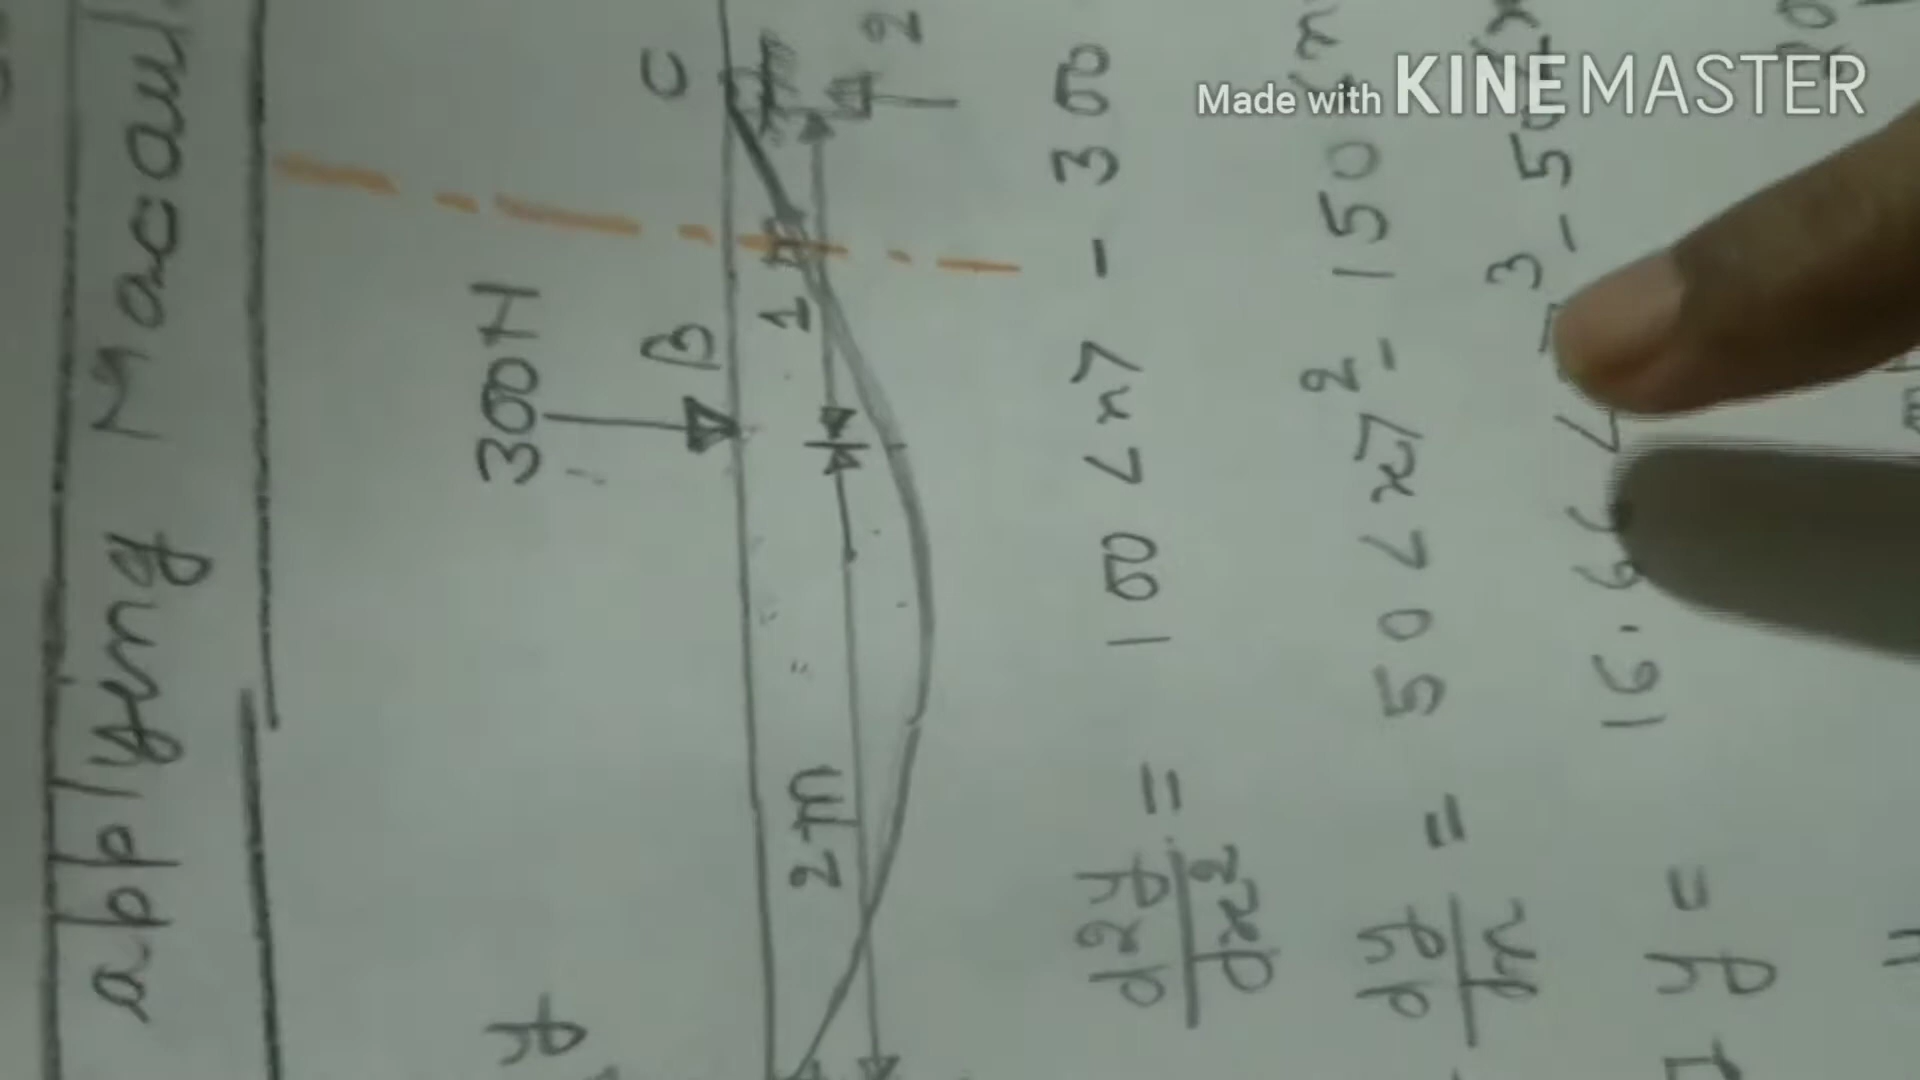 Made with KINEMASTER
applying Macaul
y
300N
B
C
2m
1
2
d2y/dx2 = 100 <x> - 300
dy/dx = 50 <x>2 - 150
y = 16.66 < >3 - 50